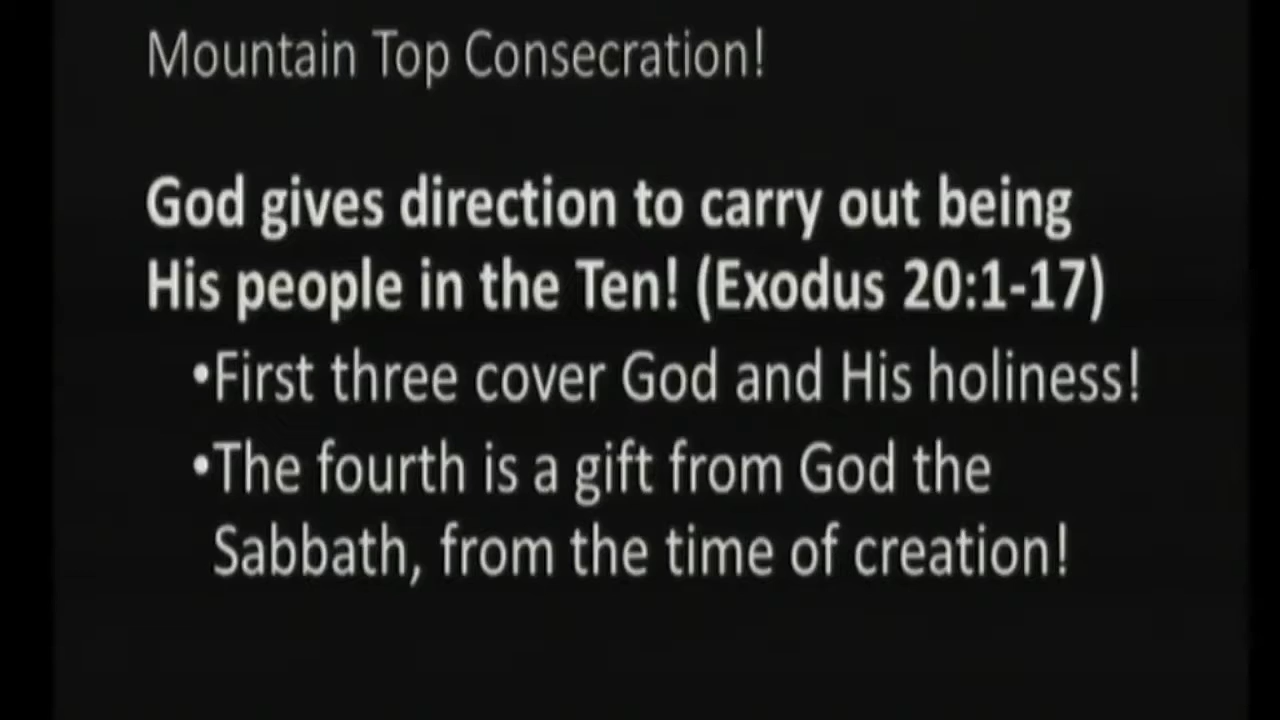 Mountain Top Consecration!
God gives direction to carry out being
His people in the Ten! (Exodus 20:1-17)
•First three cover God and His holiness!
•The fourth is a gift from God the
Sabbath, from the time of creation!